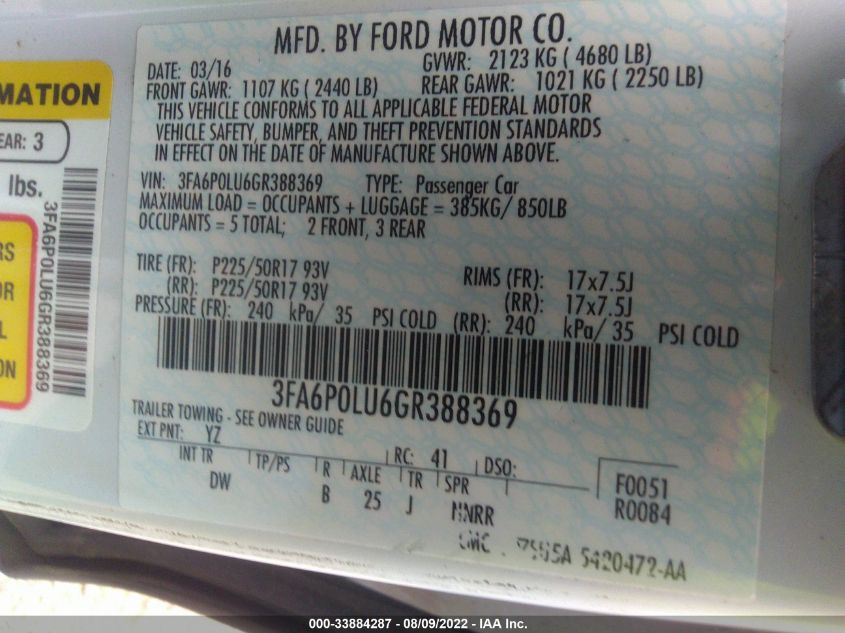 MFD. BY FORD MOTOR CO.
DATE: 03/16 GVWR: 2123 KG ( 4680 LB)
FRONT GAWR: 1107 KG ( 2440 LB) REAR GAWR: 1021 KG ( 2250 LB)
THIS VEHICLE CONFORMS TO ALL APPLICABLE FEDERAL MOTOR
VEHICLE SAFETY, BUMPER, AND THEFT PREVENTION STANDARDS
IN EFFECT ON THE DATE OF MANUFACTURE SHOWN ABOVE.
VIN: 3FA6P0LU6GR388369 TYPE: Passenger Car
MAXIMUM LOAD = OCCUPANTS + LUGGAGE = 385KG/ 850LB
OCCUPANTS = 5 TOTAL; 2 FRONT, 3 REAR
TIRE (FR): P225/50R17 93V RIMS (FR): 17x7.5J
(RR): P225/50R17 93V (RR): 17x7.5J
PRESSURE (FR): 240 kPa/ 35 PSI COLD (RR): 240 kPa/ 35 PSI COLD
3FA6P0LU6GR388369
TRAILER TOWING - SEE OWNER GUIDE
EXT PNT: YZ RC: 41 DSO:
INT TR TP/PS R AXLE TR SPR
DW B 25 J NNRR
F0051
R0084
5420472-AA
MATION
EAR: 3
lbs.
3FA6P0LU6GR388369
RS
OR
L
ON
000-33884287 - 08/09/2022 - IAA Inc.